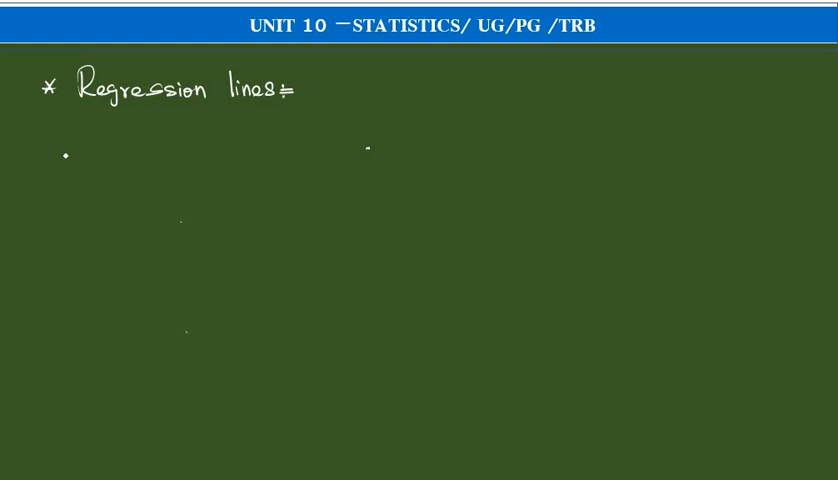 UNIT 10 －STATISTICS/ UG/PG /TRB
* Regression lines:=